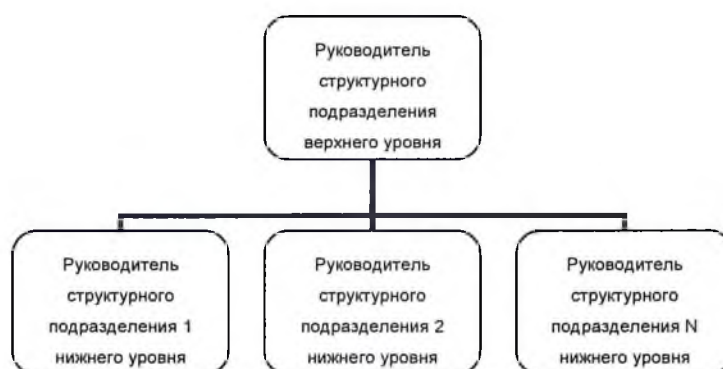 Руководитель
структурного
подразделения
верхнего уровня
Руководитель
структурного
подразделения 1
нижнего уровня
Руководитель
структурного
подразделения 2
нижнего уровня
Руководитель
структурного
подразделения N
нижнего уровня